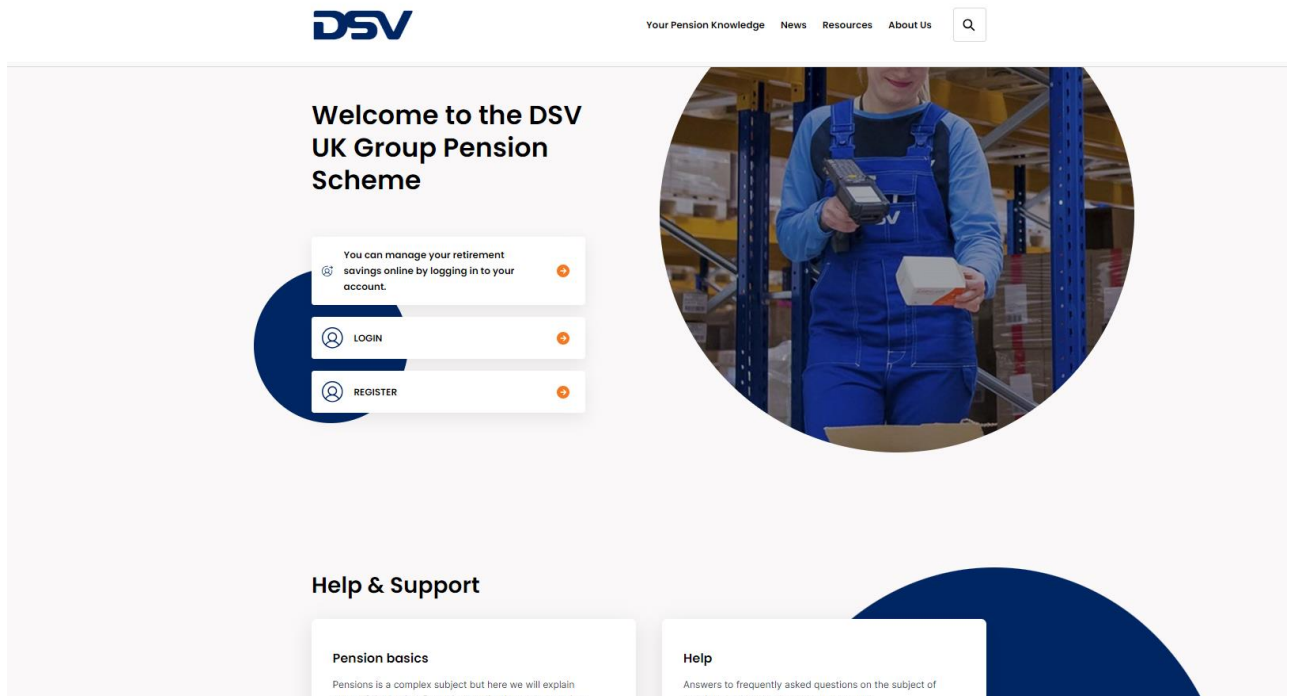 DSV
Your Pension Knowledge News Resources About Us
Welcome to the DSV
UK Group Pension
Scheme
You can manage your retirement
savings online by logging in to your
account.
LOGIN
REGISTER
Help & Support
Pension basics
Pensions is a complex subject but here we will explain
Help
Answers to frequently asked questions on the subject of